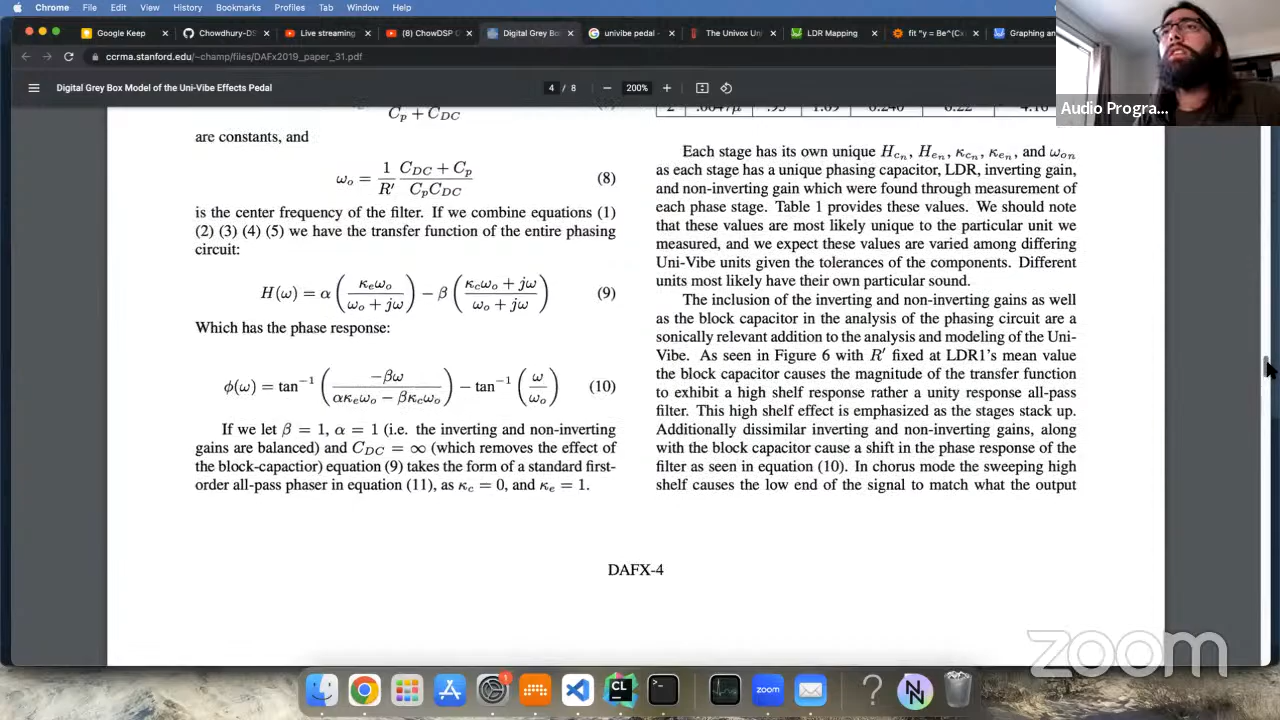 Chrome File Edit View History Bookmarks Profiles Tab Window Help
Google Keep
Chowdhury-DS
Live streaming
(8) ChowDSP C
Digital Grey Box
univibe pedal -
The Univox Un
LDR Mapping
fit "y = Be^(Cx
Graphing an
ccrma.stanford.edu/~champ/files/DAFx2019_paper_31.pdf
Digital Grey Box Model of the Uni-Vibe Effects Pedal
4 / 8
200%
Audio Progra...
C_p + C_DC
are constants, and
ω_o = 1/R′ (C_DC + C_p)/(C_p C_DC) (8)
is the center frequency of the filter. If we combine equations (1)
(2) (3) (4) (5) we have the transfer function of the entire phasing
circuit:
H(ω) = α (κ_e ω_o/(ω_o + jω)) − β ((κ_c ω_o + jω)/(ω_o + jω)) (9)
Which has the phase response:
φ(ω) = tan⁻¹ (−βω/(ακ_e ω_o − βκ_c ω_o)) − tan⁻¹ (ω/ω_o) (10)
If we let β = 1, α = 1 (i.e. the inverting and non-inverting
gains are balanced) and C_DC = ∞ (which removes the effect of
the block-capactior) equation (9) takes the form of a standard first-
order all-pass phaser in equation (11), as κ_c = 0, and κ_e = 1.
Each stage has its own unique H_cn, H_en, κ_cn, κ_en, and ω_on
as each stage has a unique phasing capacitor, LDR, inverting gain,
and non-inverting gain which were found through measurement of
each phase stage. Table 1 provides these values. We should note
that these values are most likely unique to the particular unit we
measured, and we expect these values are varied among differing
Uni-Vibe units given the tolerances of the components. Different
units most likely have their own particular sound.
The inclusion of the inverting and non-inverting gains as well
as the block capacitor in the analysis of the phasing circuit are a
sonically relevant addition to the analysis and modeling of the Uni-
Vibe. As seen in Figure 6 with R′ fixed at LDR1's mean value
the block capacitor causes the magnitude of the transfer function
to exhibit a high shelf response rather a unity response all-pass
filter. This high shelf effect is emphasized as the stages stack up.
Additionally dissimilar inverting and non-inverting gains, along
with the block capacitor cause a shift in the phase response of the
filter as seen in equation (10). In chorus mode the sweeping high
shelf causes the low end of the signal to match what the output
DAFX-4
zoom
CL
zoom
1